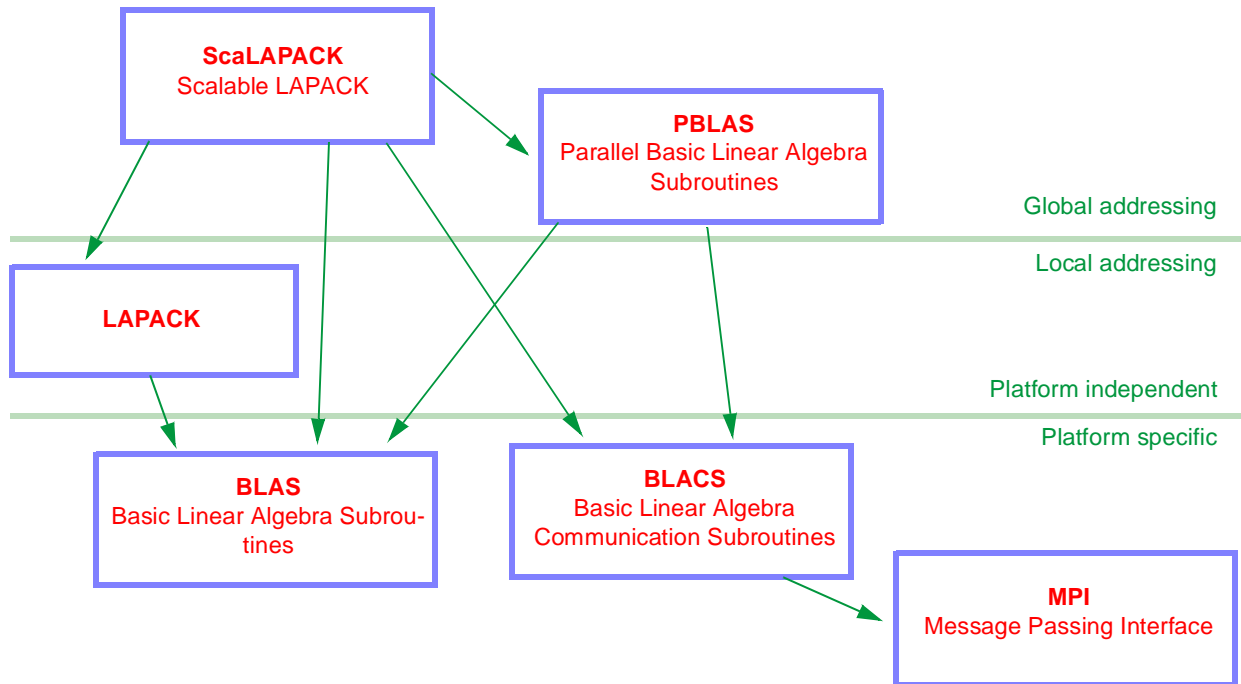 ScaLAPACK
Scalable LAPACK
PBLAS
Parallel Basic Linear Algebra
Subroutines
Global addressing
Local addressing
LAPACK
Platform independent
Platform specific
BLAS
Basic Linear Algebra Subrou-
tines
BLACS
Basic Linear Algebra
Communication Subroutines
MPI
Message Passing Interface